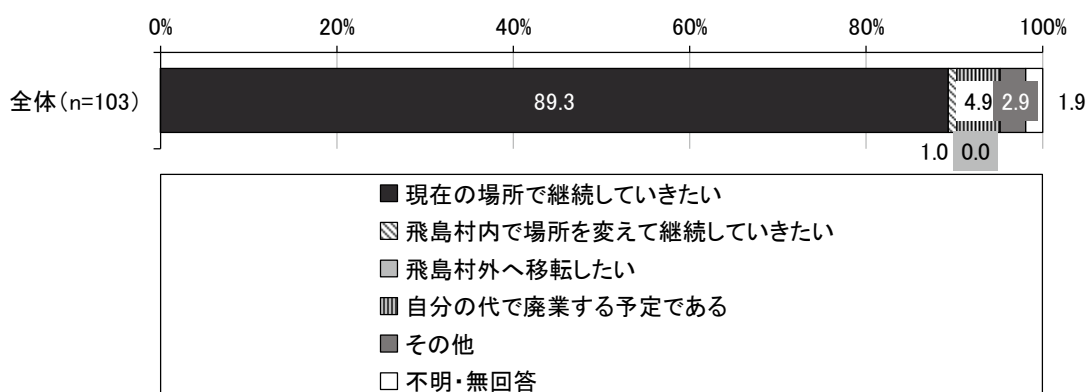 0% 20% 40% 60% 80% 100%
全体(n=103) 89.3 4.9 2.9 1.9
1.0 0.0
現在の場所で継続していきたい
飛島村内で場所を変えて継続していきたい
飛島村外へ移転したい
自分の代で廃業する予定である
その他
不明・無回答